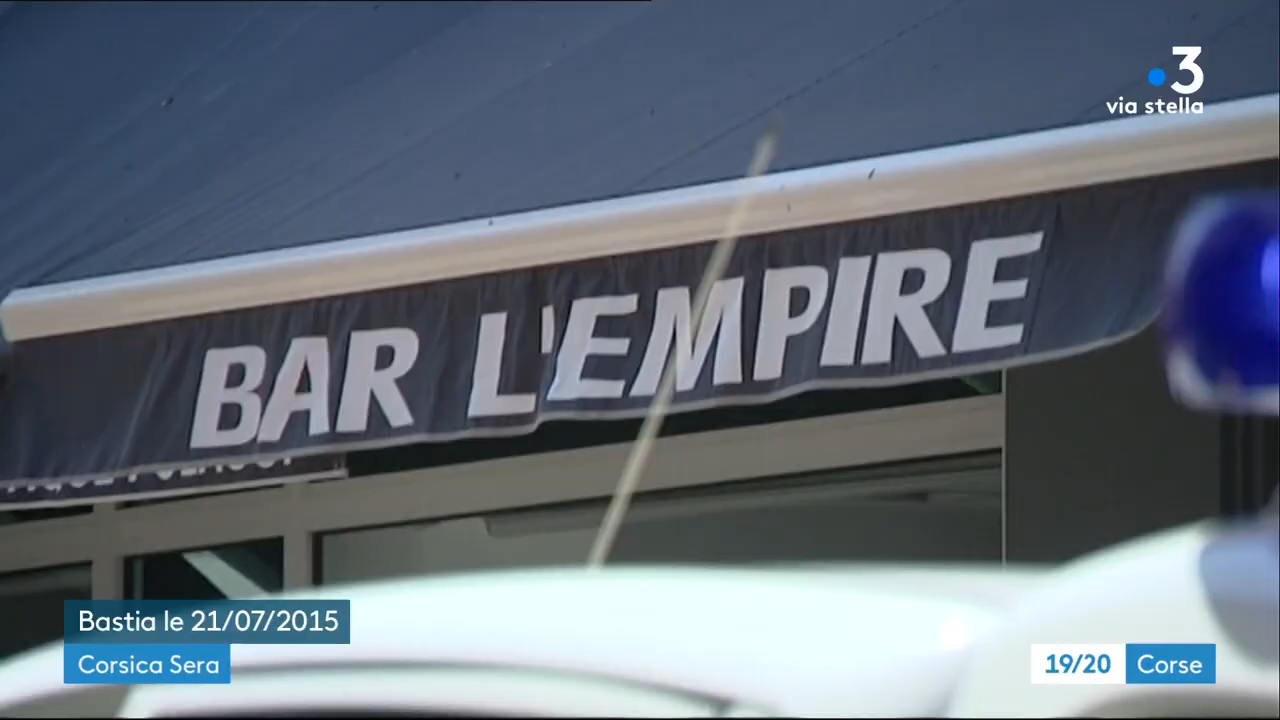 3
via stella
BAR L'EMPIRE
Bastia le 21/07/2015
Corsica Sera
19/20 Corse